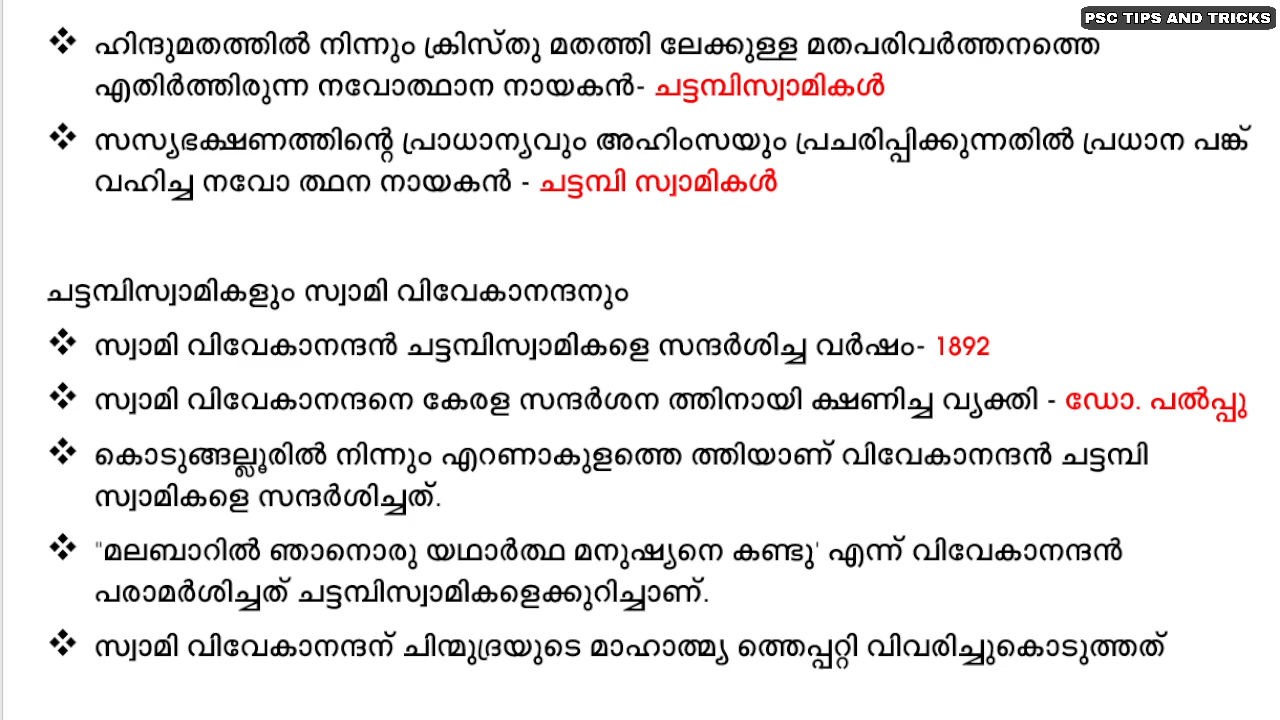 PSC TIPS AND TRICKS
❖ ഹിന്ദുമതത്തിൽ നിന്നും ക്രിസ്തു മതത്തി ലേക്കുള്ള മതപരിവർത്തനത്തെ
എതിർത്തിരുന്ന നവോത്ഥാന നായകൻ- ചട്ടമ്പിസ്വാമികൾ
❖ സസ്യഭക്ഷണത്തിന്റെ പ്രാധാന്യവും അഹിംസയും പ്രചരിപ്പിക്കുന്നതിൽ പ്രധാന പങ്ക്
വഹിച്ച നവോ ത്ഥന നായകൻ - ചട്ടമ്പി സ്വാമികൾ
ചട്ടമ്പിസ്വാമികളും സ്വാമി വിവേകാനന്ദനും
❖ സ്വാമി വിവേകാനന്ദൻ ചട്ടമ്പിസ്വാമികളെ സന്ദർശിച്ച വർഷം- 1892
❖ സ്വാമി വിവേകാനന്ദനെ കേരള സന്ദർശന ത്തിനായി ക്ഷണിച്ച വ്യക്തി - ഡോ. പൽപ്പു
❖ കൊടുങ്ങല്ലൂരിൽ നിന്നും എറണാകുളത്തെ ത്തിയാണ് വിവേകാനന്ദൻ ചട്ടമ്പി
സ്വാമികളെ സന്ദർശിച്ചത്.
❖ "മലബാറിൽ ഞാനൊരു യഥാർത്ഥ മനുഷ്യനെ കണ്ടു' എന്ന് വിവേകാനന്ദൻ
പരാമർശിച്ചത് ചട്ടമ്പിസ്വാമികളെക്കുറിച്ചാണ്.
❖ സ്വാമി വിവേകാനന്ദന് ചിന്മുദ്രയുടെ മാഹാത്മ്യ ത്തെപ്പറ്റി വിവരിച്ചുകൊടുത്തത്